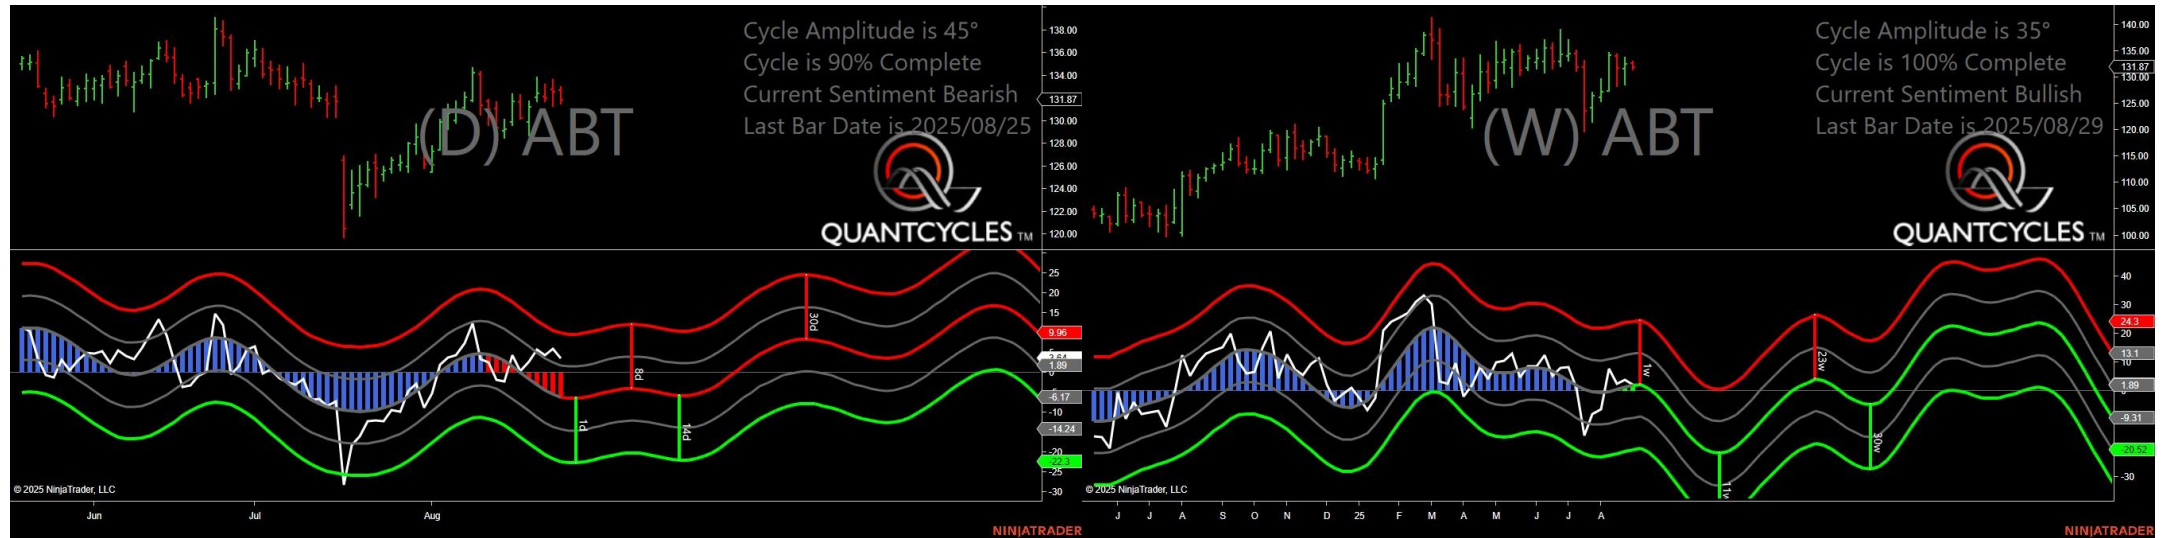 Cycle Amplitude is 45°
Cycle is 90% Complete
Current Sentiment Bearish
Last Bar Date is 2025/08/25
(D) ABT
QUANTCYCLES TM
138.00
136.00
134.00
131.87
130.00
128.00
126.00
124.00
122.00
120.00
25
20
15
9.96
1.89
-6.17
-10
-14.24
-20
-22.3
-25
-30
8d
30d
1d
14d
© 2025 NinjaTrader, LLC
Jun Jul Aug
NINJATRADER
Cycle Amplitude is 35°
Cycle is 100% Complete
Current Sentiment Bullish
Last Bar Date is 2025/08/29
(W) ABT
QUANTCYCLES TM
140.00
135.00
131.87
130.00
125.00
120.00
115.00
110.00
105.00
100.00
40
30
24.3
20
13.1
10
1.89
-9.31
-20.52
-30
1w
23w
11w
30w
© 2025 NinjaTrader, LLC
J J A S O N D 25 F M A M J J A
NINJATRADER